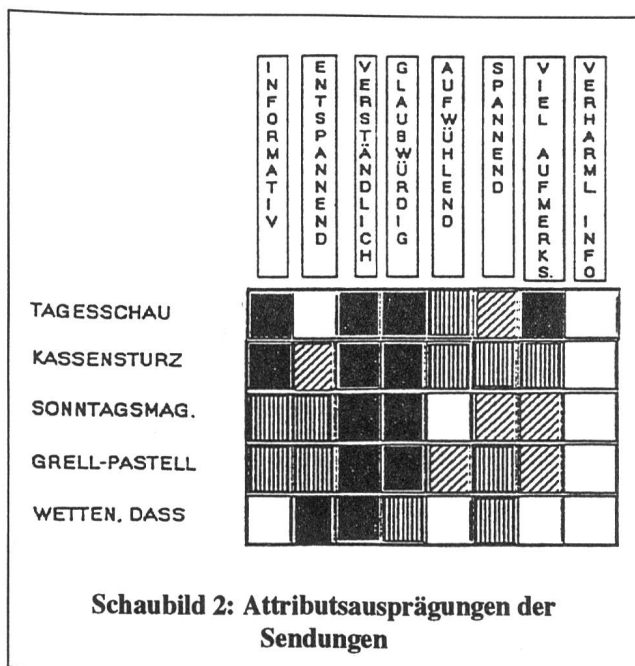 INFORMATIV
ENTSPANNEND
VERSTÄNDLICH
GLAUBWÜRDIG
AUFWÜHLEND
SPANNEND
VIEL AUFMERKS.
VERHARML. INFO
TAGESSCHAU
KASSENSTURZ
SONNTAGSMAG.
GRELL-PASTELL
WETTEN, DASS
Schaubild 2: Attributsausprägungen der
Sendungen